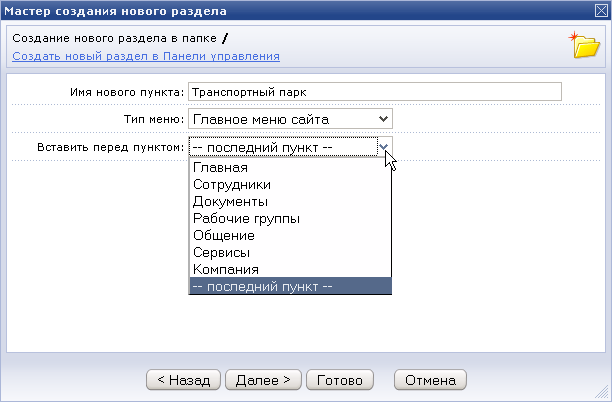 Мастер создания нового раздела
Создание нового раздела в папке /
Создать новый раздел в Панели управления
Имя нового пункта: Транспортный парк
Тип меню: Главное меню сайта
Вставить перед пунктом: -- последний пункт --
Главная
Сотрудники
Документы
Рабочие группы
Общение
Сервисы
Компания
-- последний пункт --
< Назад Далее > Готово Отмена